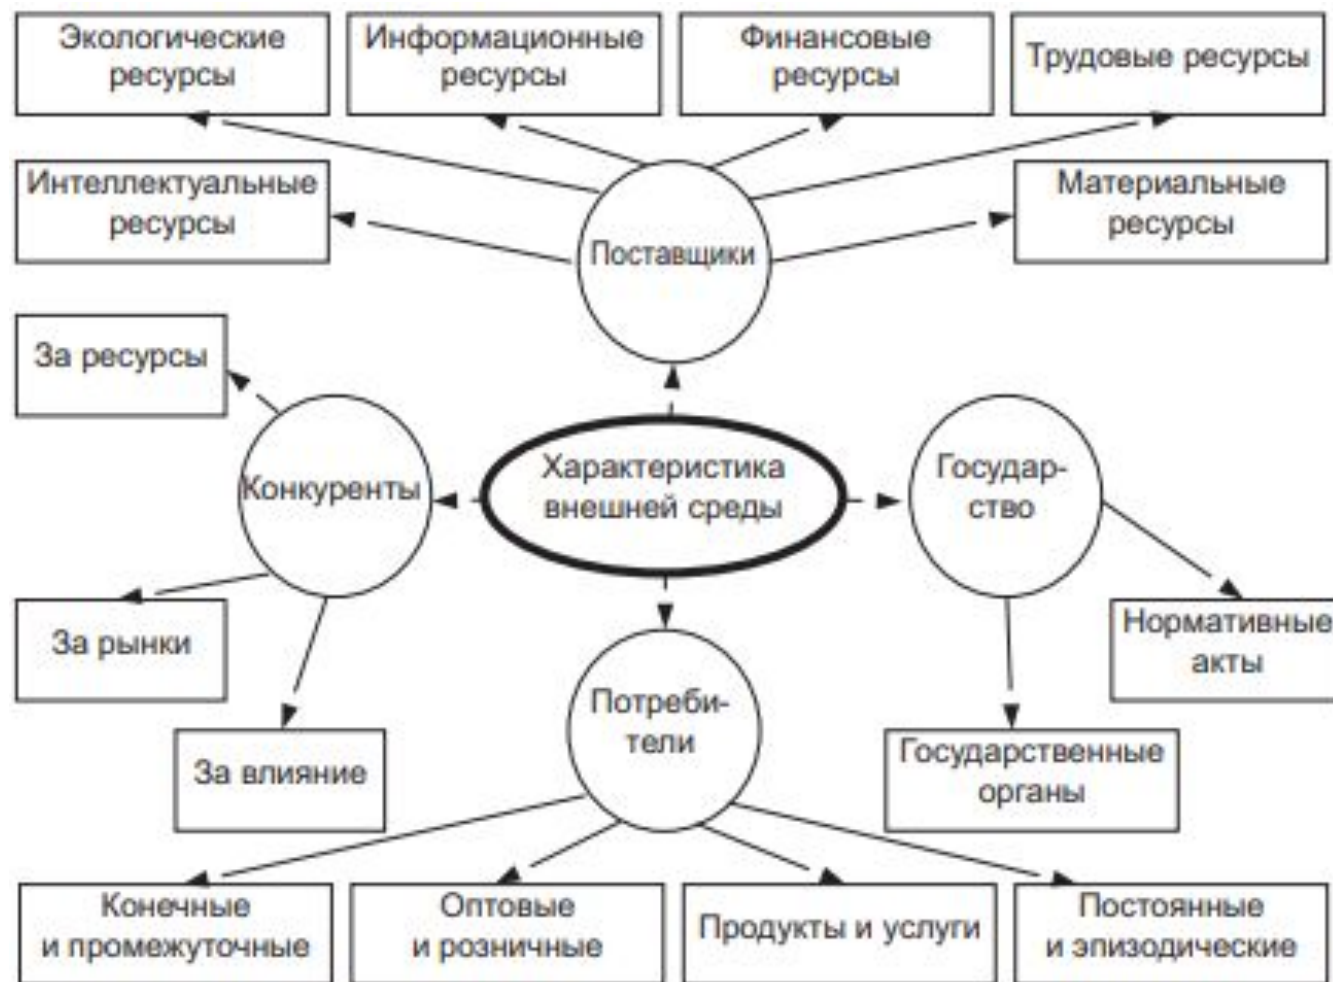 Экологические
ресурсы
Информационные
ресурсы
Финансовые
ресурсы
Трудовые ресурсы
Интеллектуальные
ресурсы
Поставщики
Материальные
ресурсы
За ресурсы
Конкуренты
Характеристика
внешней среды
Государ-
ство
За рынки
За влияние
Потреби-
тели
Государственные
органы
Нормативные
акты
Конечные
и промежуточные
Оптовые
и розничные
Продукты и услуги
Постоянные
и эпизодические